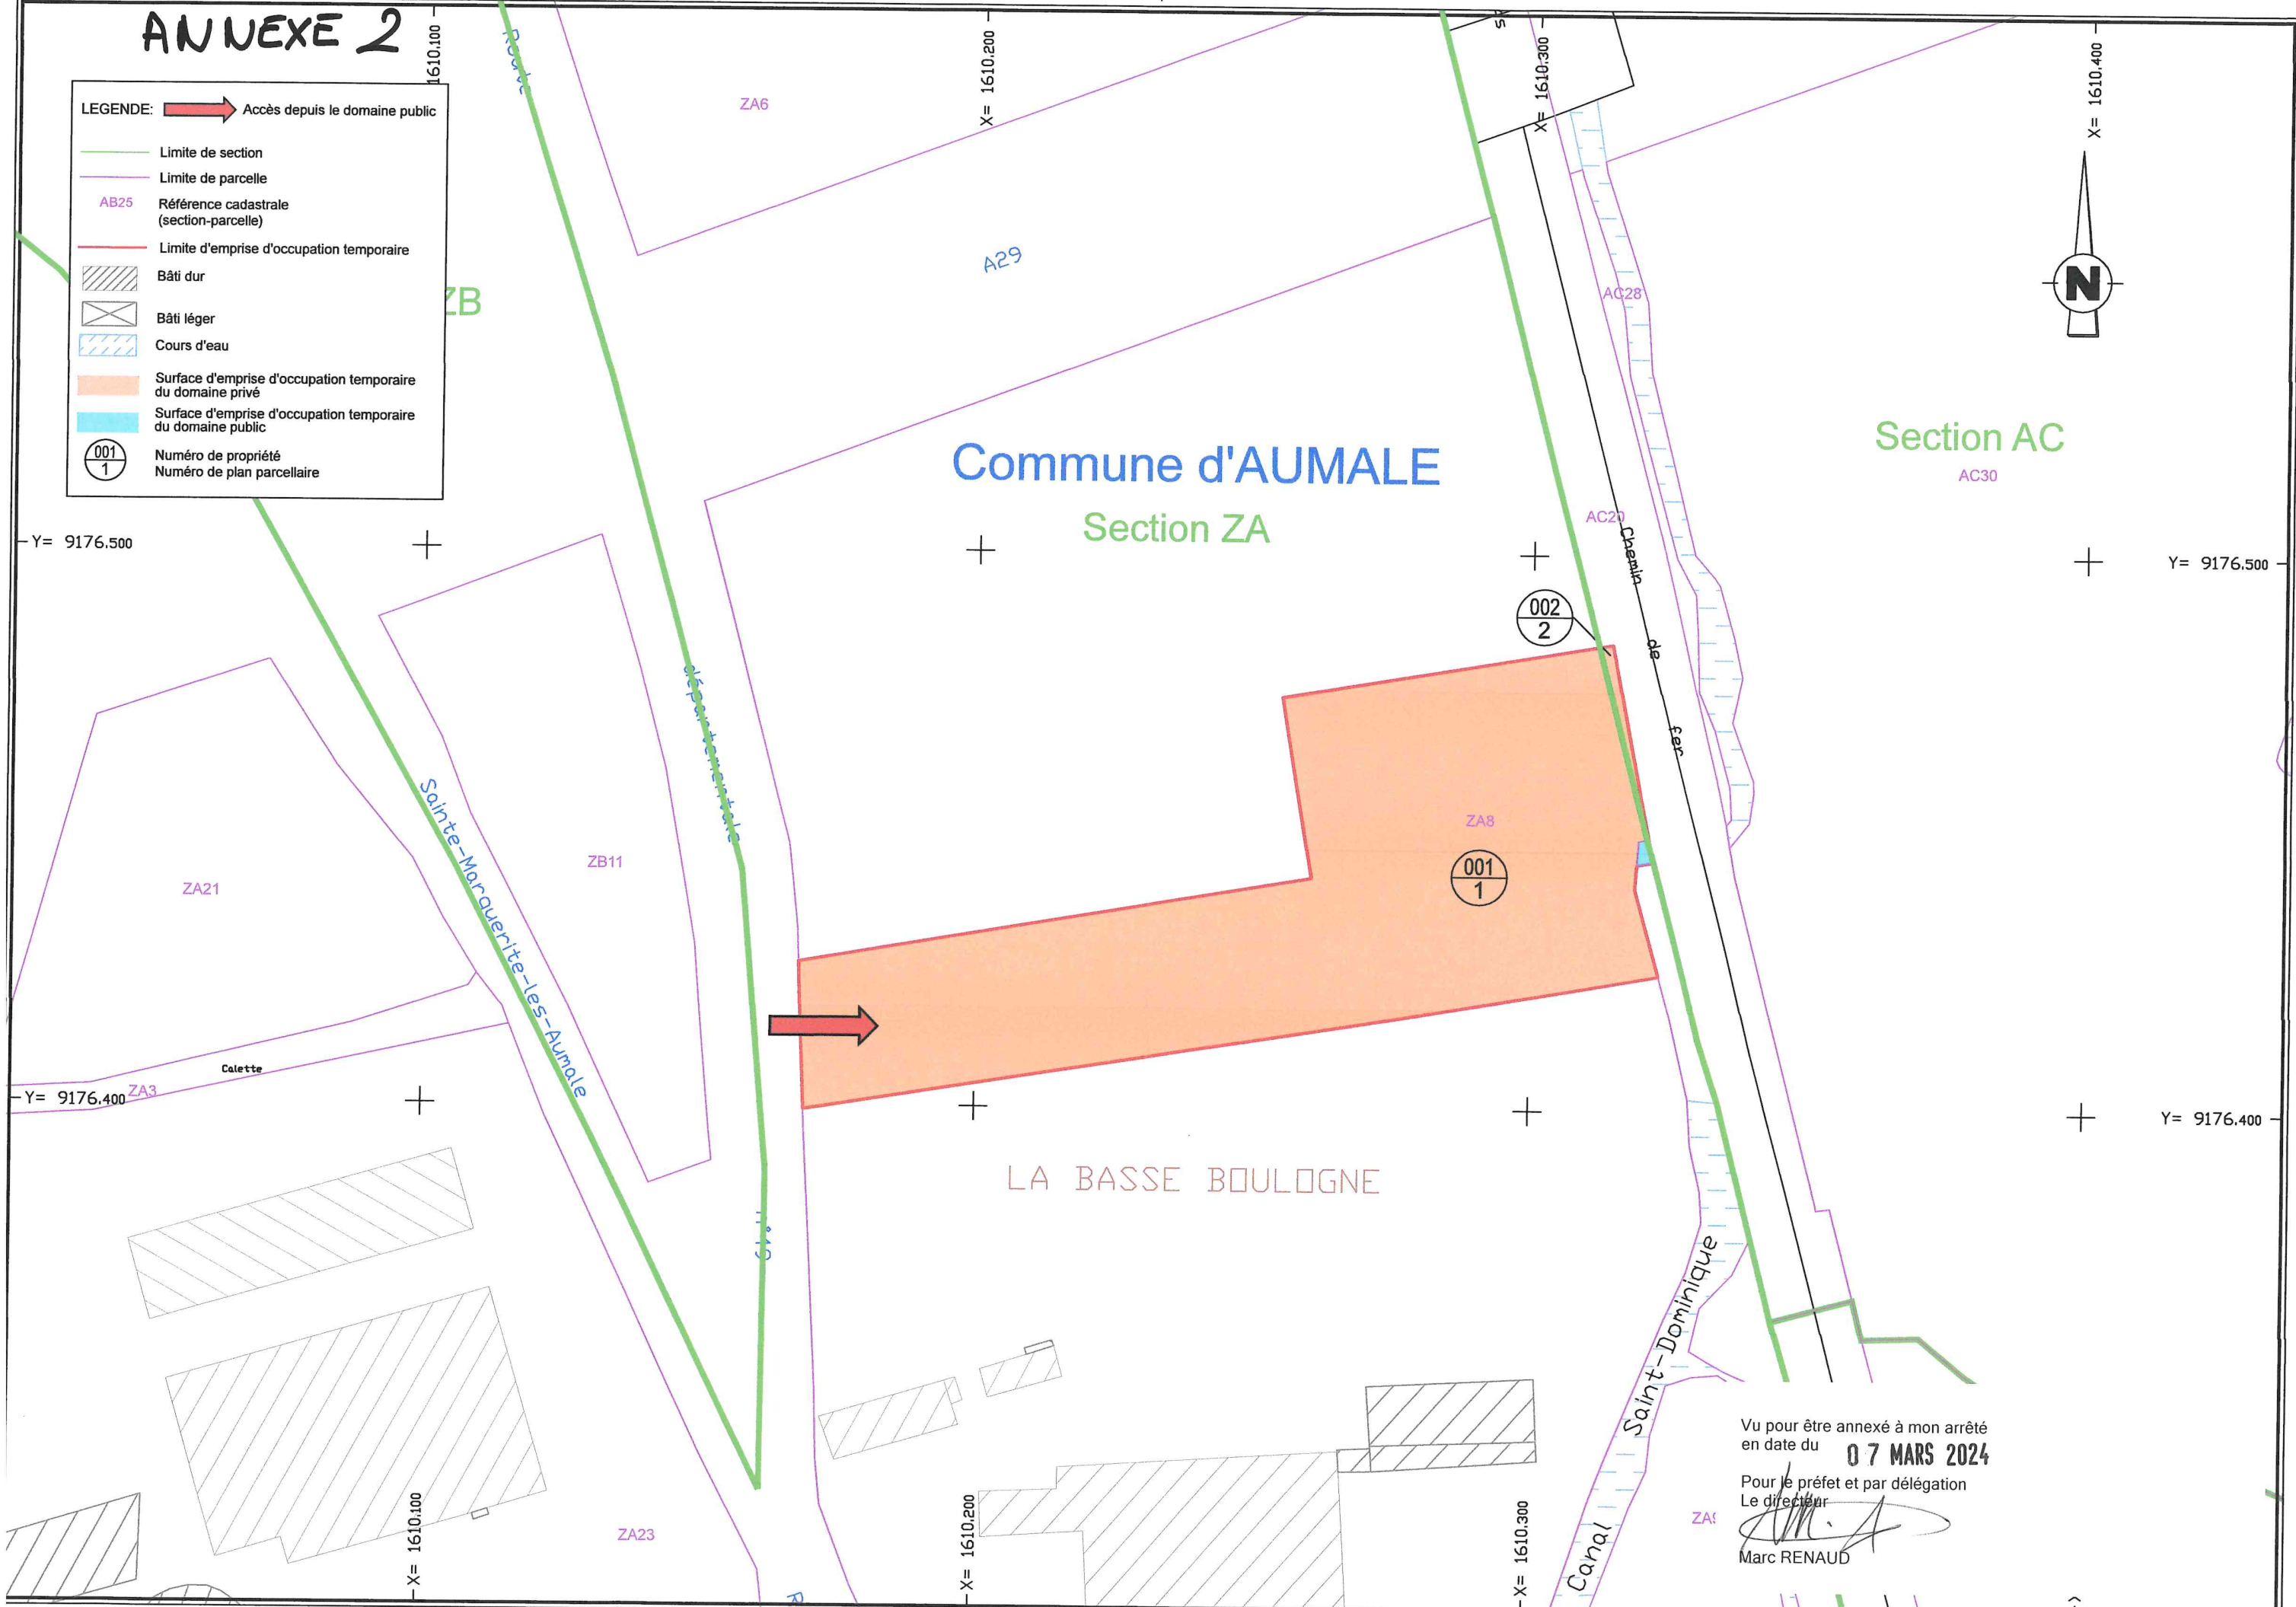 ANNEXE 2
LEGENDE:
Accès depuis le domaine public
Limite de section
Limite de parcelle
AB25
Référence cadastrale
(section-parcelle)
Limite d'emprise d'occupation temporaire
Bâti dur
Bâti léger
Cours d'eau
Surface d'emprise d'occupation temporaire
du domaine privé
Surface d'emprise d'occupation temporaire
du domaine public
001
1
Numéro de propriété
Numéro de plan parcellaire
1610.100
X= 1610.200
X= 1610.300
X= 1610.400
Route
ZA6
A29
ZB
AC28
N
Commune d'AUMALE
Section ZA
Section AC
AC30
AC20
Chemin
de
fer
Y= 9176.500
Y= 9176.500
002
2
départementale
Sainte-Marguerite-les-Aumale
ZB11
ZA21
ZA8
001
1
Calette
ZA3
Y= 9176.400
Y= 9176.400
LA BASSE BOULOGNE
Canal
Saint-Dominique
ZA23
X= 1610.100
X= 1610.200
X= 1610.300
R
Vu pour être annexé à mon arrêté
en date du 07 MARS 2024
Pour le préfet et par délégation
Le directeur
Marc RENAUD